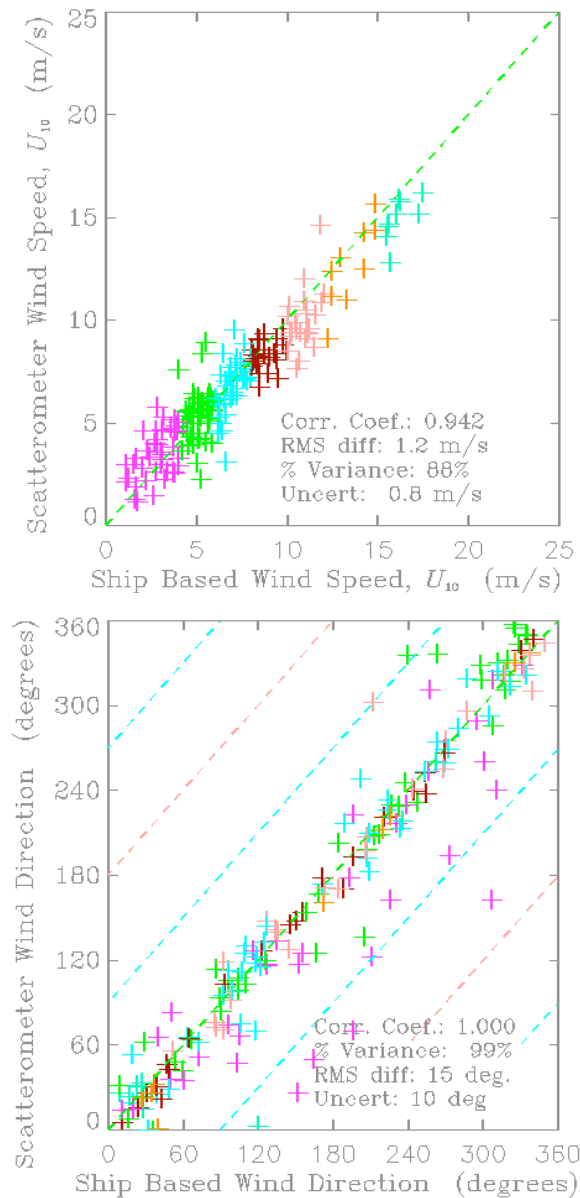 25
20
15
10
5
0
Scatterometer Wind Speed, U₁₀ (m/s)
Corr. Coef.: 0.942
RMS diff: 1.2 m/s
% Variance: 88%
Uncert: 0.8 m/s
0 5 10 15 20 25
Ship Based Wind Speed, U₁₀ (m/s)
360
300
240
180
120
60
0
Scatterometer Wind Direction (degrees)
Corr. Coef.: 1.000
% Variance: 99%
RMS diff: 15 deg.
Uncert: 10 deg
0 60 120 180 240 300 360
Ship Based Wind Direction (degrees)